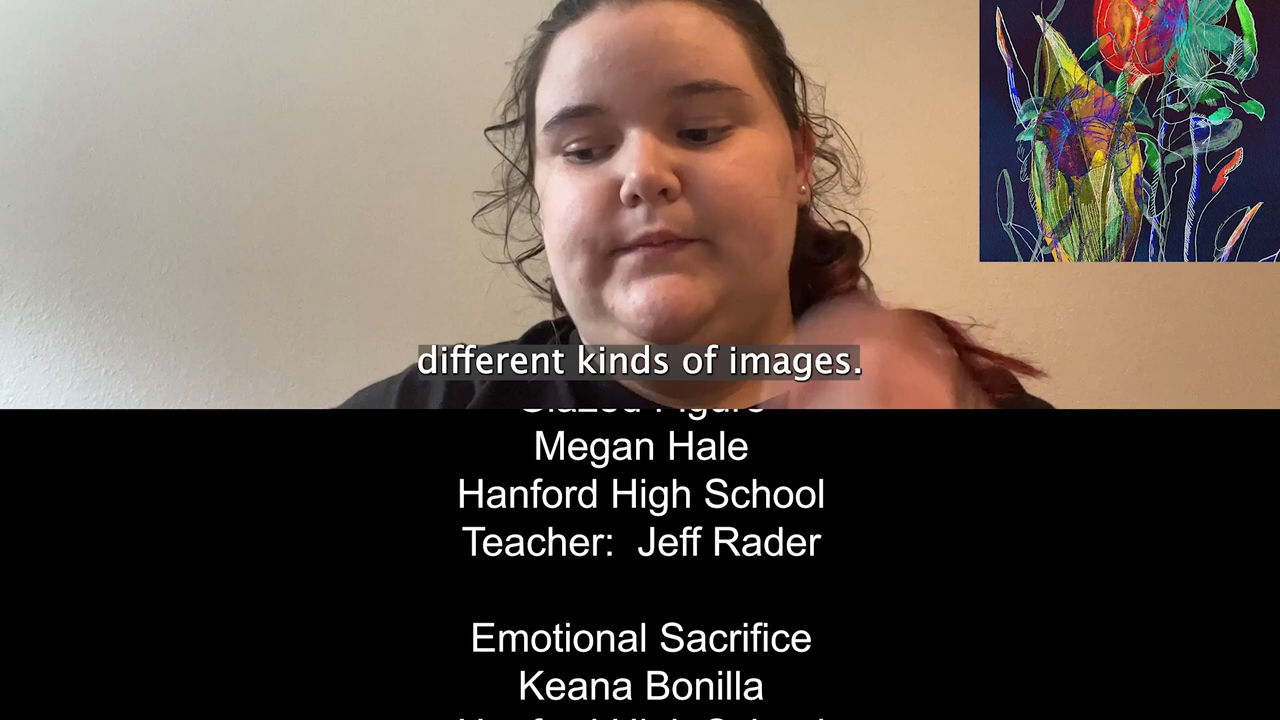 different kinds of images.
Megan Hale
Hanford High School
Teacher: Jeff Rader
Emotional Sacrifice
Keana Bonilla